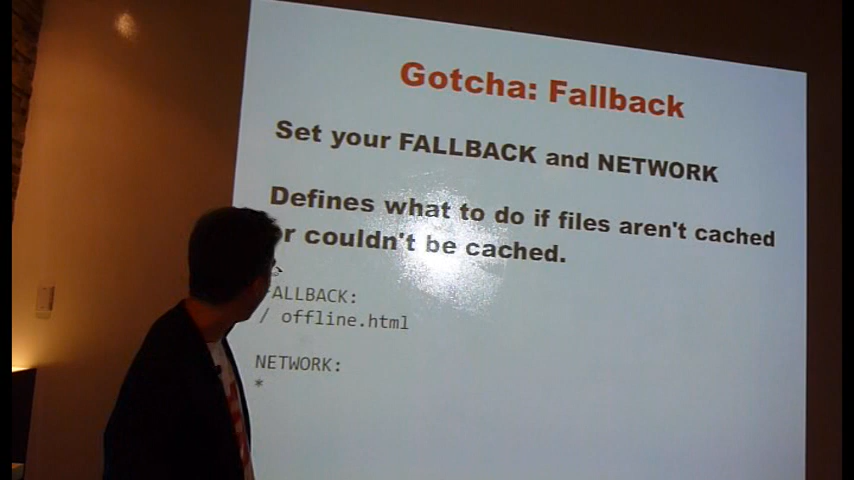 Gotcha: Fallback
Set your FALLBACK and NETWORK
Defines what to do if files aren't cached
or couldn't be cached.
FALLBACK:
/ offline.html
NETWORK:
*